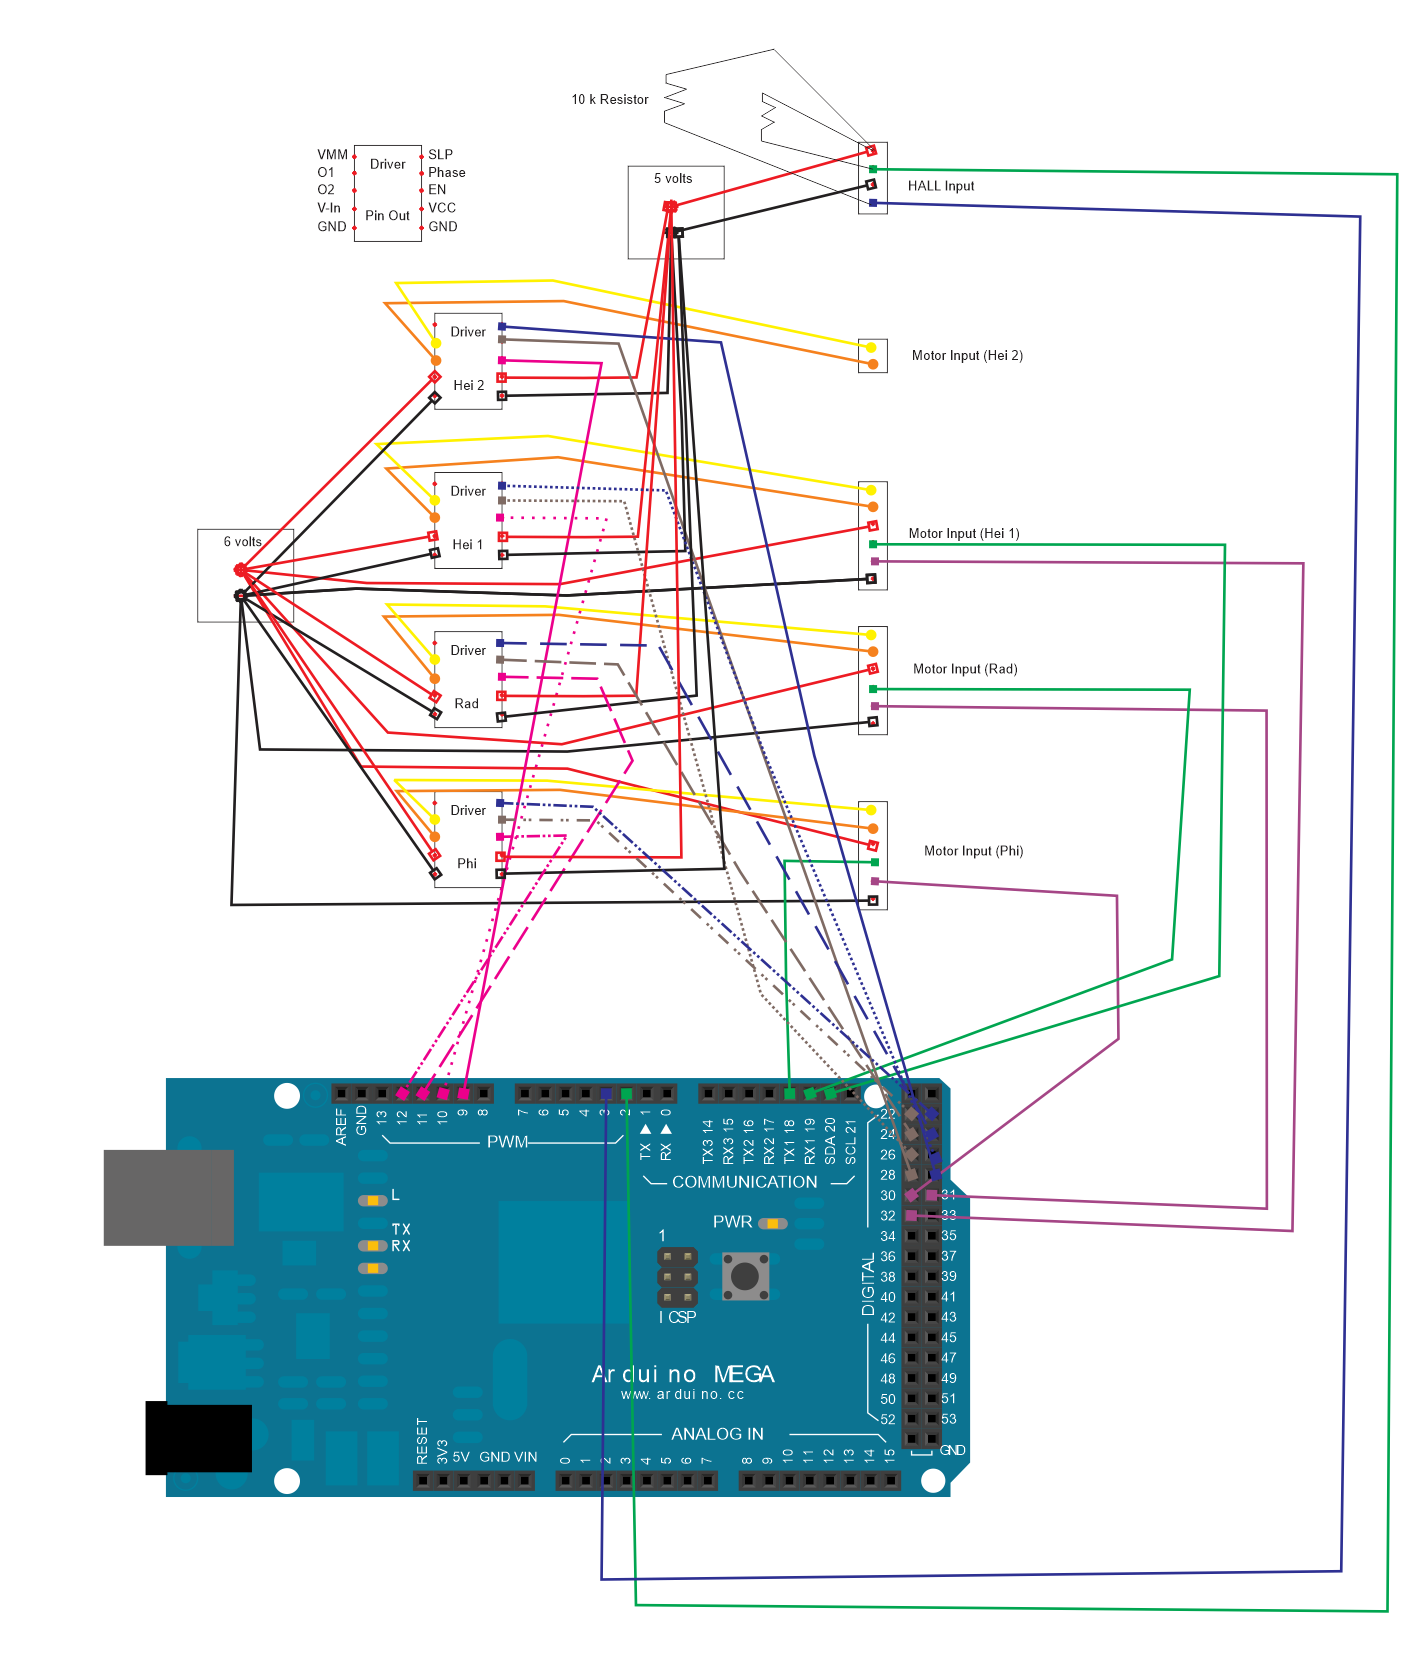 10 k Resistor
HALL Input
5 volts
VMM
O1
O2
V-In
GND
Driver
Pin Out
SLP
Phase
EN
VCC
GND
Driver
Hei 2
Motor Input (Hei 2)
Driver
Hei 1
Motor Input (Hei 1)
6 volts
Driver
Rad
Motor Input (Rad)
Driver
Phi
Motor Input (Phi)
AREF
GND
13
12
11
10
9
8
7
6
5
4
3
2
1
0
PWM
TX
RX
TX3 14
RX3 15
TX2 16
RX2 17
TX1 18
RX1 19
SDA 20
SCL 21
COMMUNICATION
22
24
26
28
30 31
32 33
34 35
36 37
38 39
40 41
42 43
44 45
46 47
48 49
50 51
52 53
GND
DIGITAL
L
TX
RX
PWR
1
ICSP
Arduino MEGA
www.arduino.cc
RESET
3V3
5V
GND VIN
ANALOG IN
0
1
2
3
4
5
6
7
8
9
10
11
12
13
14
15